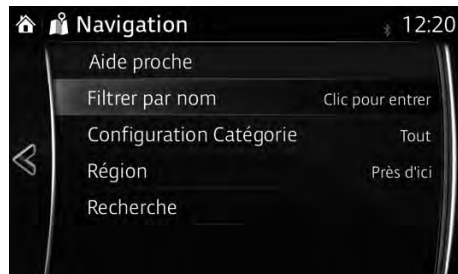 Navigation 12:20
Aide proche
Filtrer par nom Clic pour entrer
Configuration Catégorie Tout
Région Près d'ici
Recherche